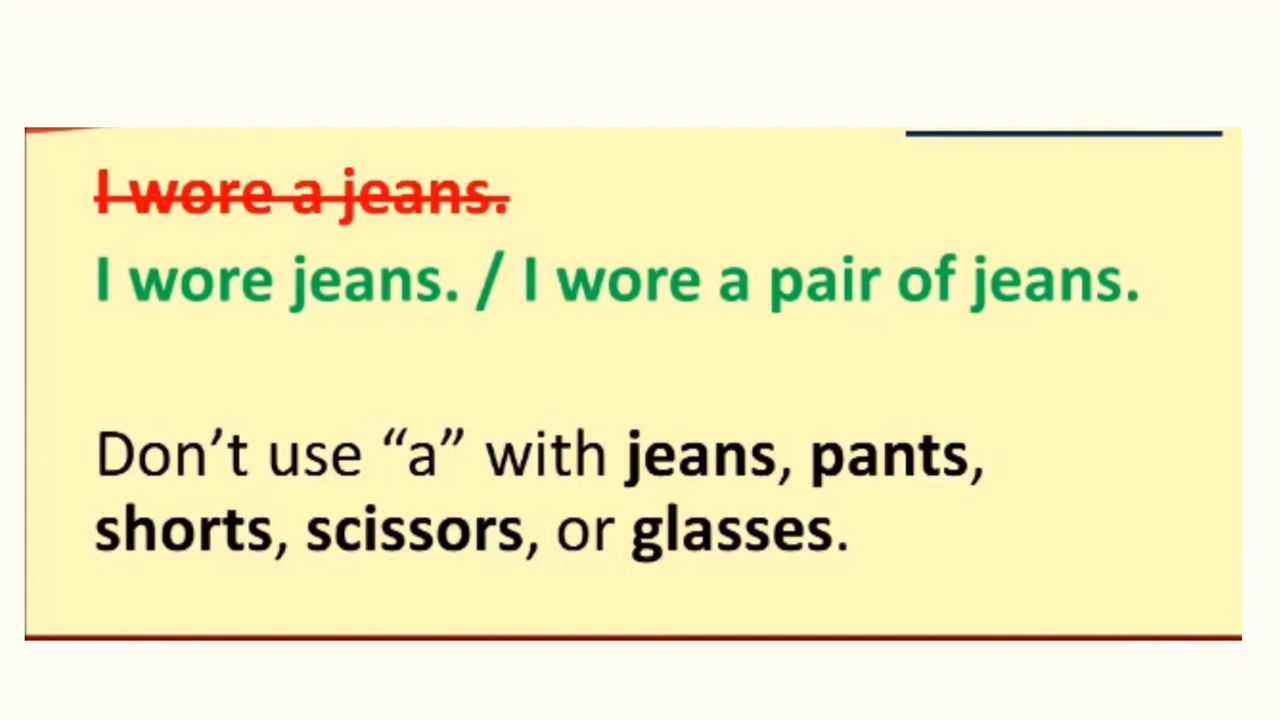 I wore a jeans.
I wore jeans. / I wore a pair of jeans.
Don’t use “a” with jeans, pants,
shorts, scissors, or glasses.